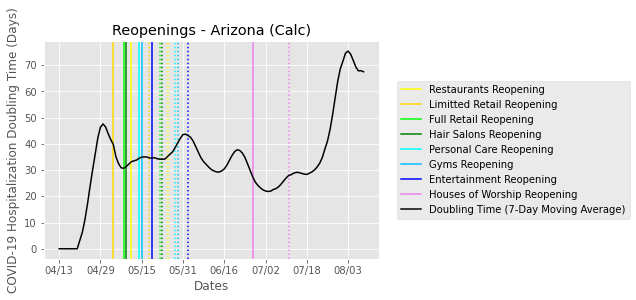 Reopenings - Arizona (Calc)
COVID-19 Hospitalization Doubling Time (Days)
70
60
50
40
30
20
10
0
04/13
04/29
05/15
05/31
06/16
07/02
07/18
08/03
Dates
Restaurants Reopening
Limitted Retail Reopening
Full Retail Reopening
Hair Salons Reopening
Personal Care Reopening
Gyms Reopening
Entertainment Reopening
Houses of Worship Reopening
Doubling Time (7-Day Moving Average)